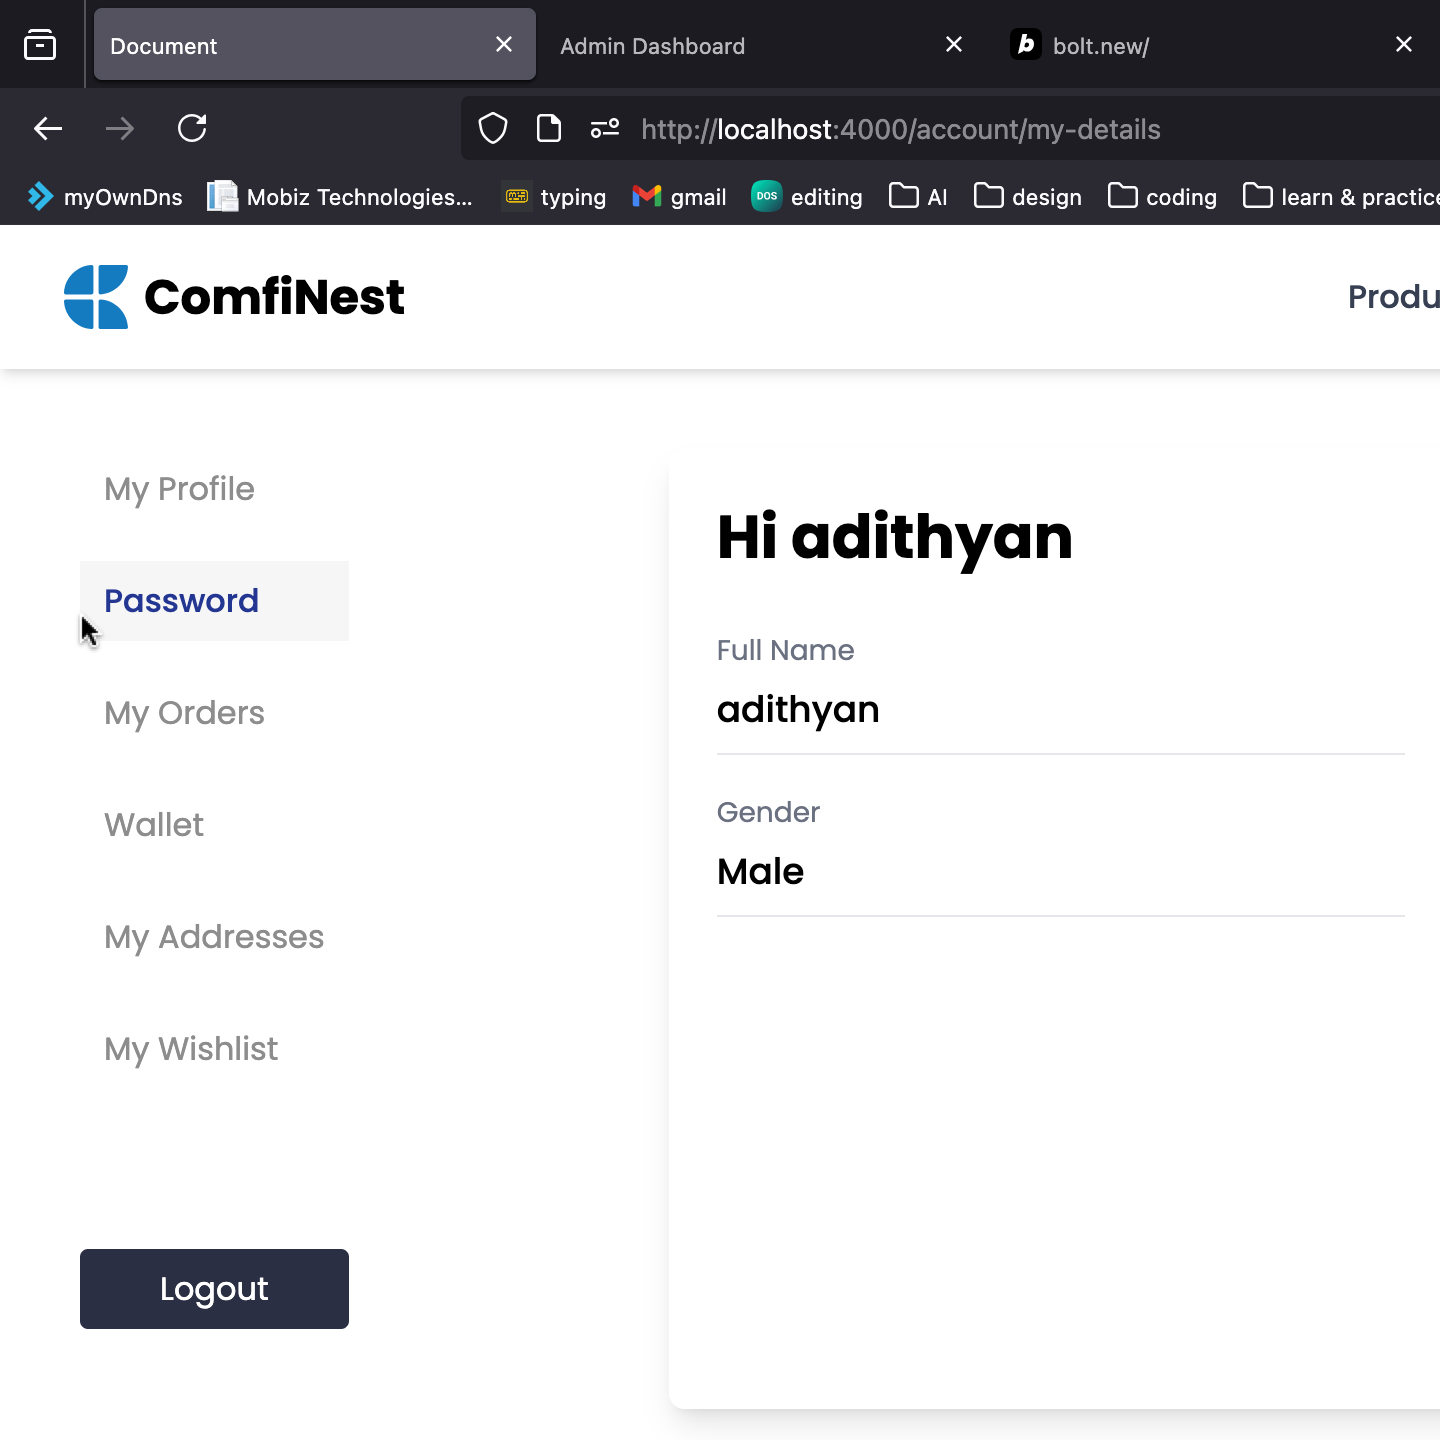 Document
Admin Dashboard
b bolt.new/
http://localhost:4000/account/my-details
myOwnDns Mobiz Technologies... typing gmail DOS editing AI design coding learn & practice
ComfiNest
Produ
My Profile
Password
My Orders
Wallet
My Addresses
My Wishlist
Logout
Hi adithyan
Full Name
adithyan
Gender
Male